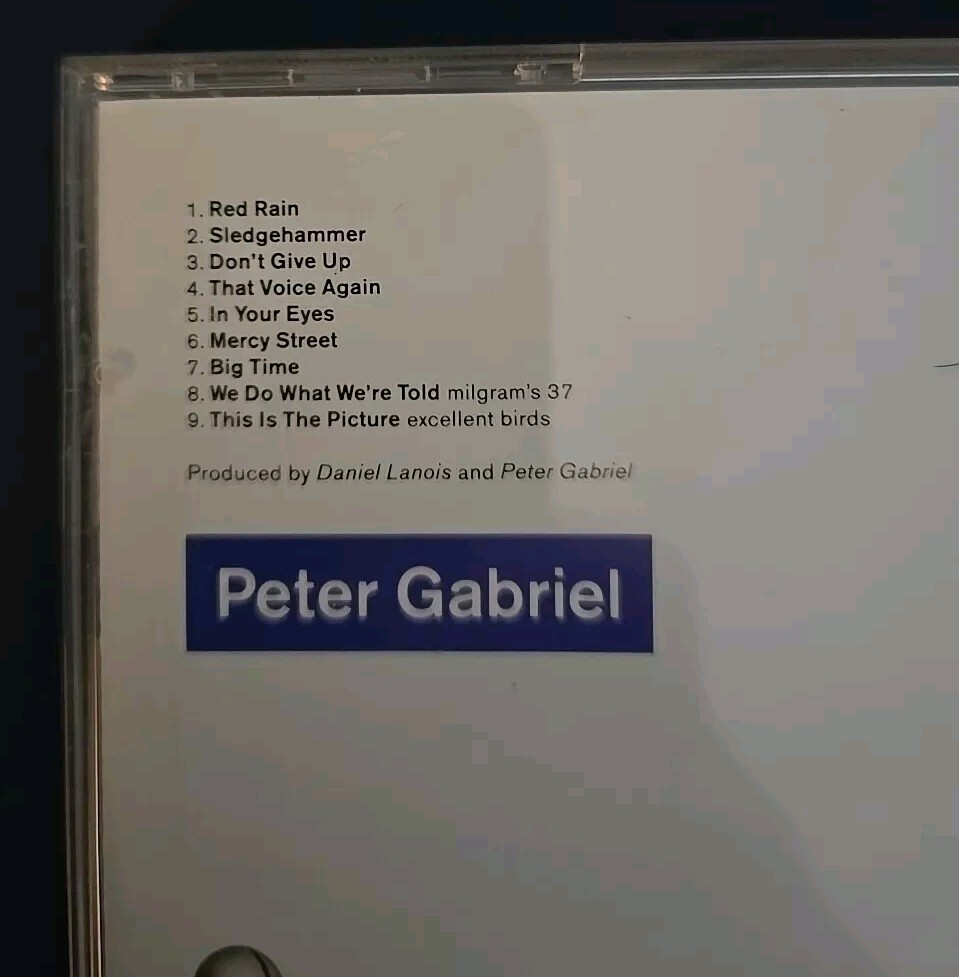 1. Red Rain
2. Sledgehammer
3. Don't Give Up
4. That Voice Again
5. In Your Eyes
6. Mercy Street
7. Big Time
8. We Do What We're Told milgram's 37
9. This Is The Picture excellent birds
Produced by Daniel Lanois and Peter Gabriel
Peter Gabriel